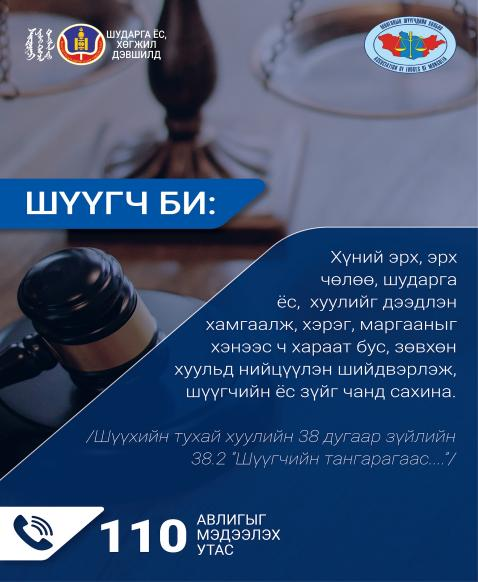 ШУДАРГА ЁС,
ХӨГЖИЛ
ДЭВШИЛД
МОНГОЛЫН ШҮҮГЧДИЙН ХОЛБОО
ASSOCIATION OF JUDGES OF MONGOLIA
ШҮҮГЧ БИ:
Хүний эрх, эрх
чөлөө, шударга
ёс, хуулийг дээдлэн
хамгаалж, хэрэг, маргааныг
хэнээс ч хараат бус, зөвхөн
хуульд нийцүүлэн шийдвэрлэж,
шүүгчийн ёс зүйг чанд сахина.
/Шүүхийн тухай хуулийн 38 дугаар зүйлийн
38.2 “Шүүгчийн тангарагаас....”/
110
АВЛИГЫГ
МЭДЭЭЛЭХ
УТАС